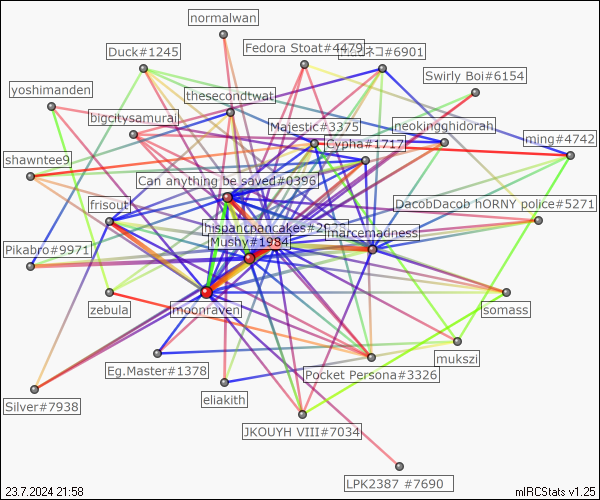 normalwan
Duck#1245
Fedora Stoat#4479
ネコ#6901
Swirly Boi#6154
yoshimanden
thesecondtwat
bigcitysamurai
Majestic#3375
neokingghidorah
Cypha#1717
ming#4742
shawntee9
Can anything be saved#0396
frisout
DacobDacob hORNY police#5271
hispancpancakes#2938
marcemadness
Mushy#1984
Pikabro#9971
zebula
moonraven
somass
mukszi
Eg.Master#1378
Pocket Persona#3326
eliakith
Silver#7938
JKOUYH VIII#7034
LPK2387 #7690
23.7.2024 21:58
mIRCStats v1.25